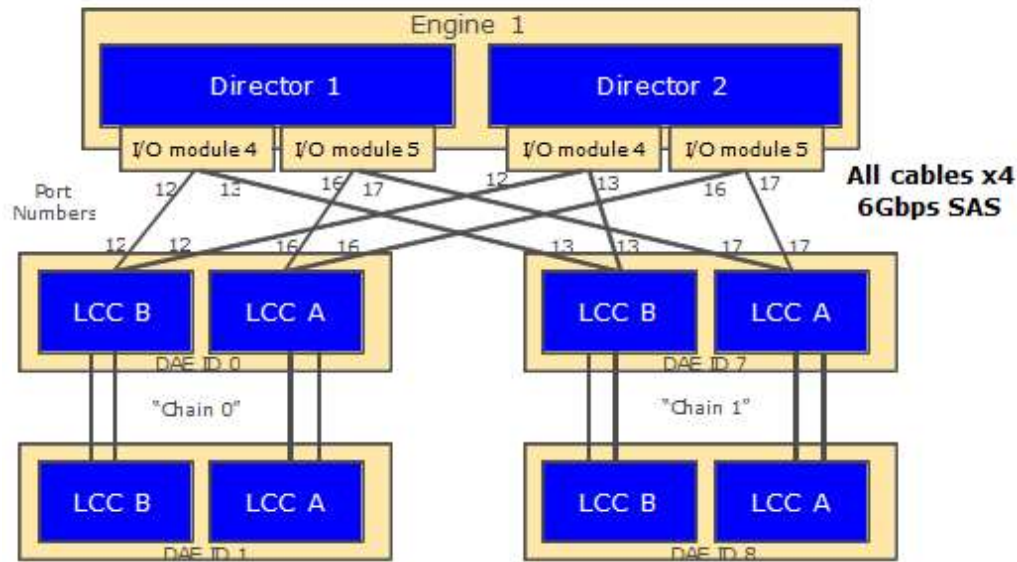 Engine 1
Director 1
Director 2
I/O module 4
I/O module 5
I/O module 4
I/O module 5
Port
Numbers
12
13
16
17
12
13
16
17
All cables x4
6Gbps SAS
12
12
16
16
13
13
17
17
LCC B
LCC A
LCC B
LCC A
DAE ID 0
DAE ID 7
"Chain 0"
"Chain 1"
LCC B
LCC A
LCC B
LCC A
DAE ID 1
DAE ID 8